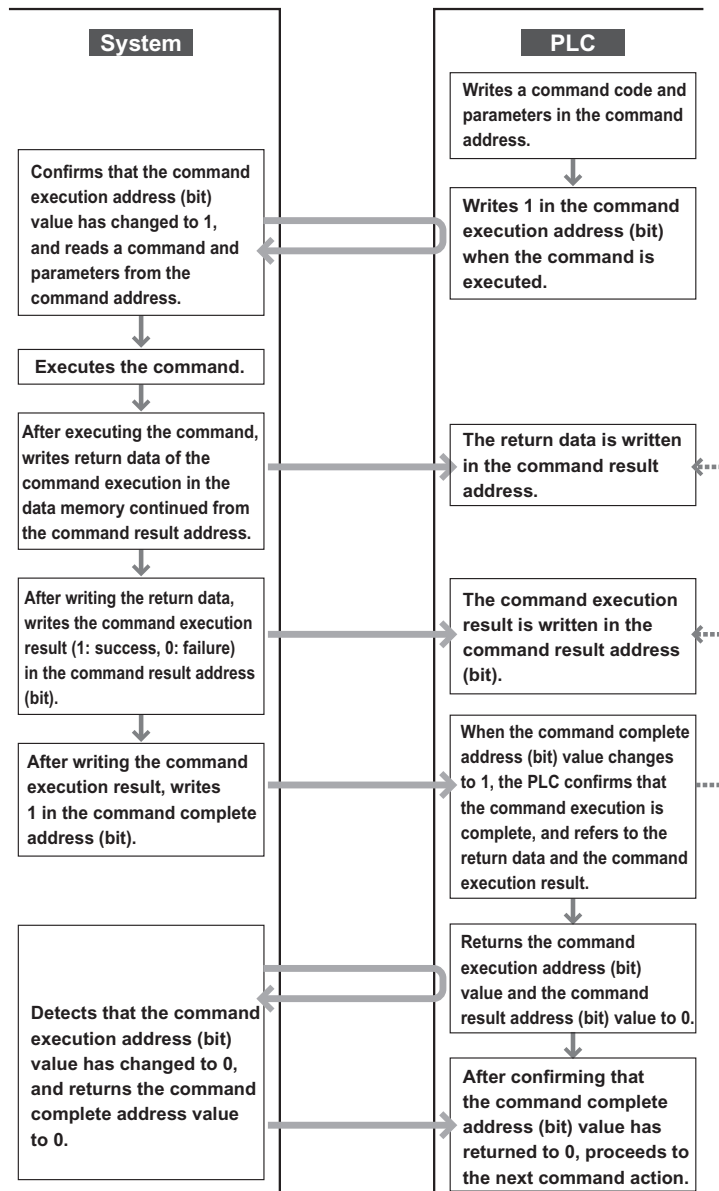 System
PLC
Writes a command code and
parameters in the command
address.
Confirms that the command
execution address (bit)
value has changed to 1,
and reads a command and
parameters from the
command address.
Writes 1 in the command
execution address (bit)
when the command is
executed.
Executes the command.
After executing the command,
writes return data of the
command execution in the
data memory continued from
the command result address.
The return data is written
in the command result
address.
After writing the return data,
writes the command execution
result (1: success, 0: failure)
in the command result address
(bit).
The command execution
result is written in the
command result address
(bit).
After writing the command
execution result, writes
1 in the command complete
address (bit).
When the command complete
address (bit) value changes
to 1, the PLC confirms that
the command execution is
complete, and refers to the
return data and the command
execution result.
Returns the command
execution address (bit)
value and the command
result address (bit) value to 0.
Detects that the command
execution address (bit)
value has changed to 0,
and returns the command
complete address value
to 0.
After confirming that
the command complete
address (bit) value has
returned to 0, proceeds to
the next command action.